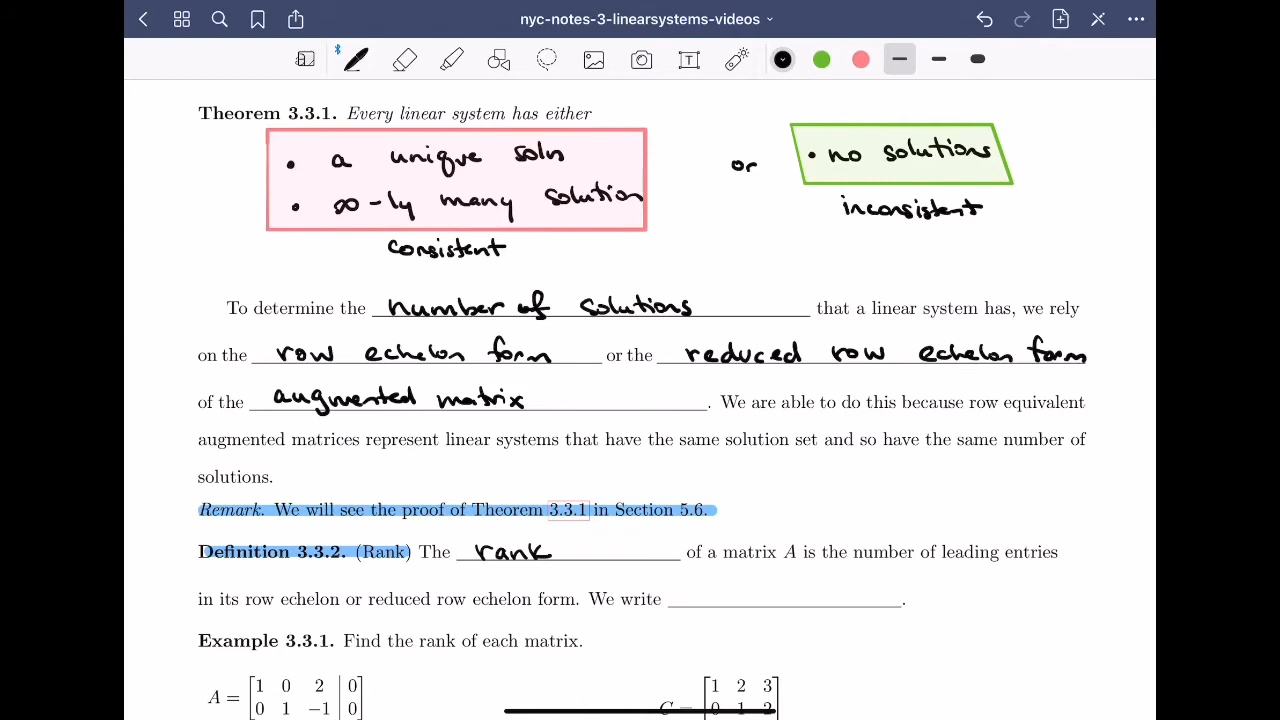 nyc-notes-3-linearsystems-videos
Theorem 3.3.1. Every linear system has either
• a unique soln
• ∞-ly many solution
consistent
or
• no solutions
inconsistent
To determine the number of solutions that a linear system has, we rely
on the row echelon form or the reduced row echelon form
of the augmented matrix. We are able to do this because row equivalent
augmented matrices represent linear systems that have the same solution set and so have the same number of
solutions.
Remark. We will see the proof of Theorem 3.3.1 in Section 5.6.
Definition 3.3.2. (Rank) The rank of a matrix A is the number of leading entries
in its row echelon or reduced row echelon form. We write ____.
Example 3.3.1. Find the rank of each matrix.
A = [1 0 2 | 0
0 1 −1 | 0]
C = [1 2 3
0 1 2]